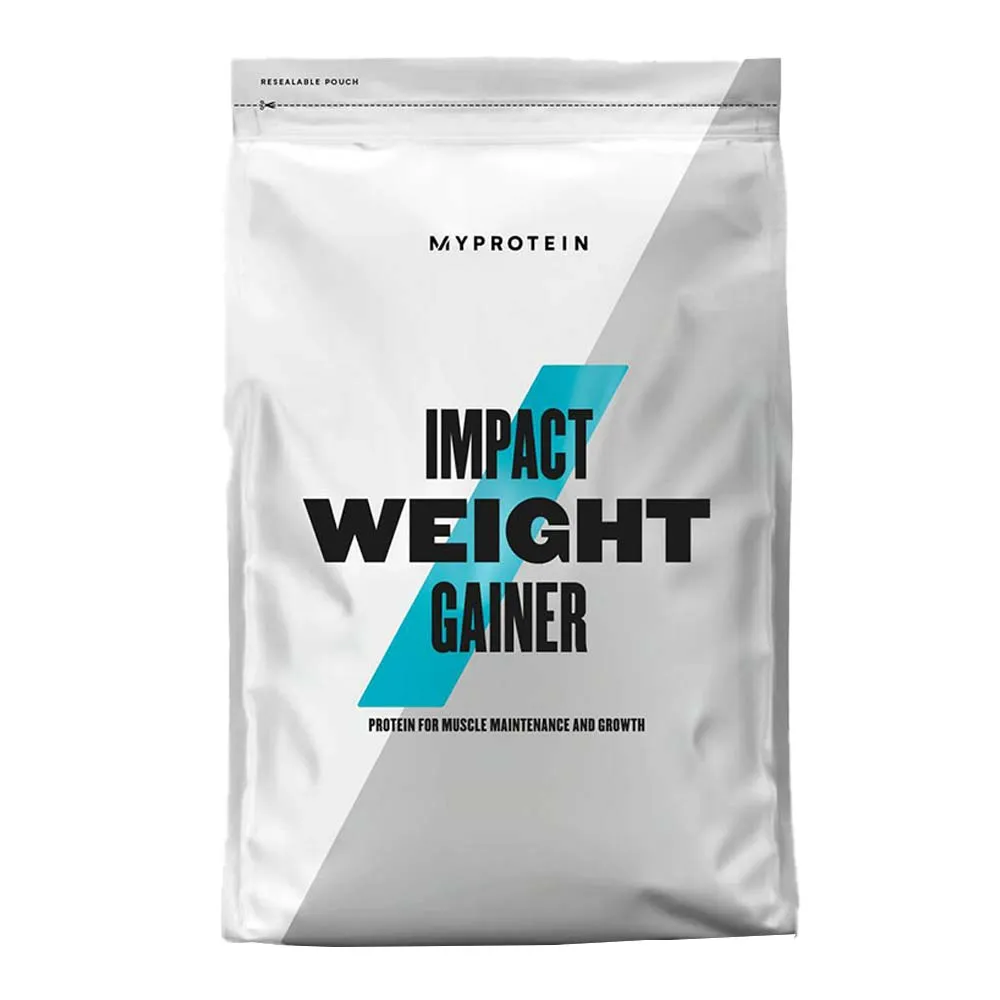 RESEALABLE POUCH
MYPROTEIN
IMPACT
WEIGHT
GAINER
PROTEIN FOR MUSCLE MAINTENANCE AND GROWTH